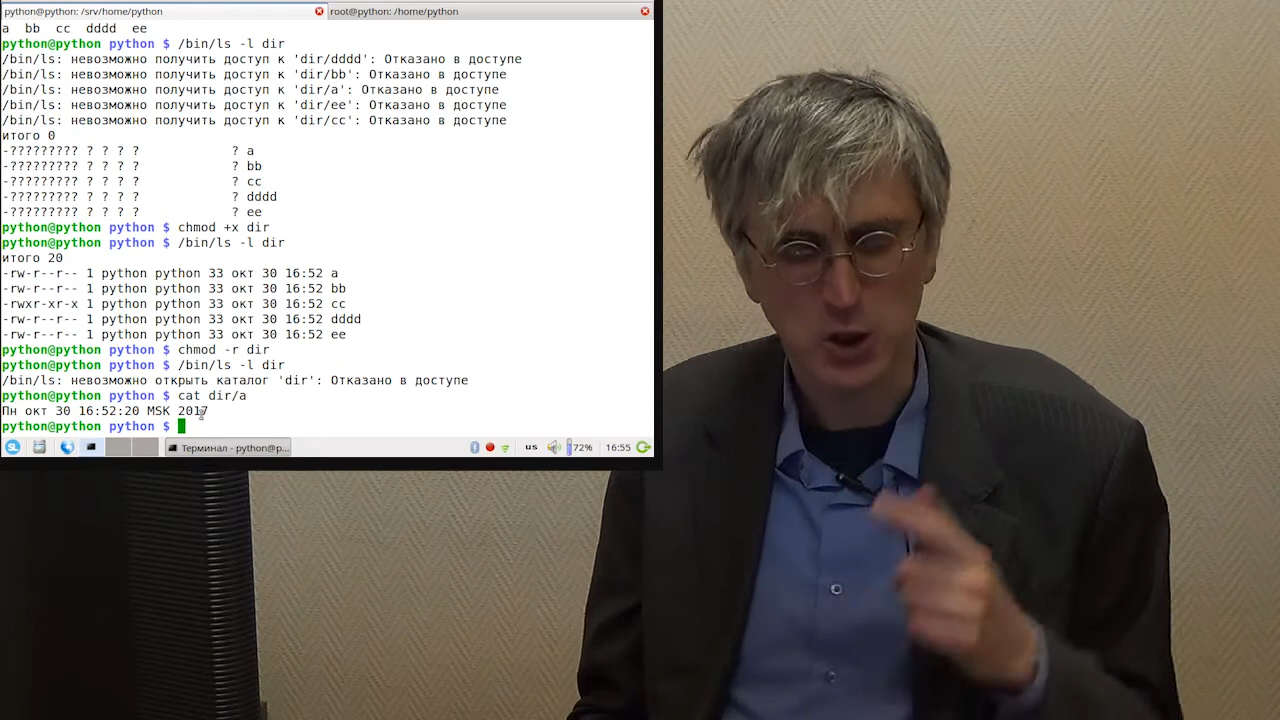 python@python: /srv/home/python
root@python: /home/python
a bb cc dddd ee
python@python python $ /bin/ls -l dir
/bin/ls: невозможно получить доступ к 'dir/dddd': Отказано в доступе
/bin/ls: невозможно получить доступ к 'dir/bb': Отказано в доступе
/bin/ls: невозможно получить доступ к 'dir/a': Отказано в доступе
/bin/ls: невозможно получить доступ к 'dir/ee': Отказано в доступе
/bin/ls: невозможно получить доступ к 'dir/cc': Отказано в доступе
итого 0
-????????? ? ? ? ? ? a
-????????? ? ? ? ? ? bb
-????????? ? ? ? ? ? cc
-????????? ? ? ? ? ? dddd
-????????? ? ? ? ? ? ee
python@python python $ chmod +x dir
python@python python $ /bin/ls -l dir
итого 20
-rw-r--r-- 1 python python 33 окт 30 16:52 a
-rw-r--r-- 1 python python 33 окт 30 16:52 bb
-rwxr-xr-x 1 python python 33 окт 30 16:52 cc
-rw-r--r-- 1 python python 33 окт 30 16:52 dddd
-rw-r--r-- 1 python python 33 окт 30 16:52 ee
python@python python $ chmod -r dir
python@python python $ /bin/ls -l dir
/bin/ls: невозможно открыть каталог 'dir': Отказано в доступе
python@python python $ cat dir/a
Пн окт 30 16:52:20 MSK 2017
python@python python $
SL
Терминал - python@p...
us
72%
16:55